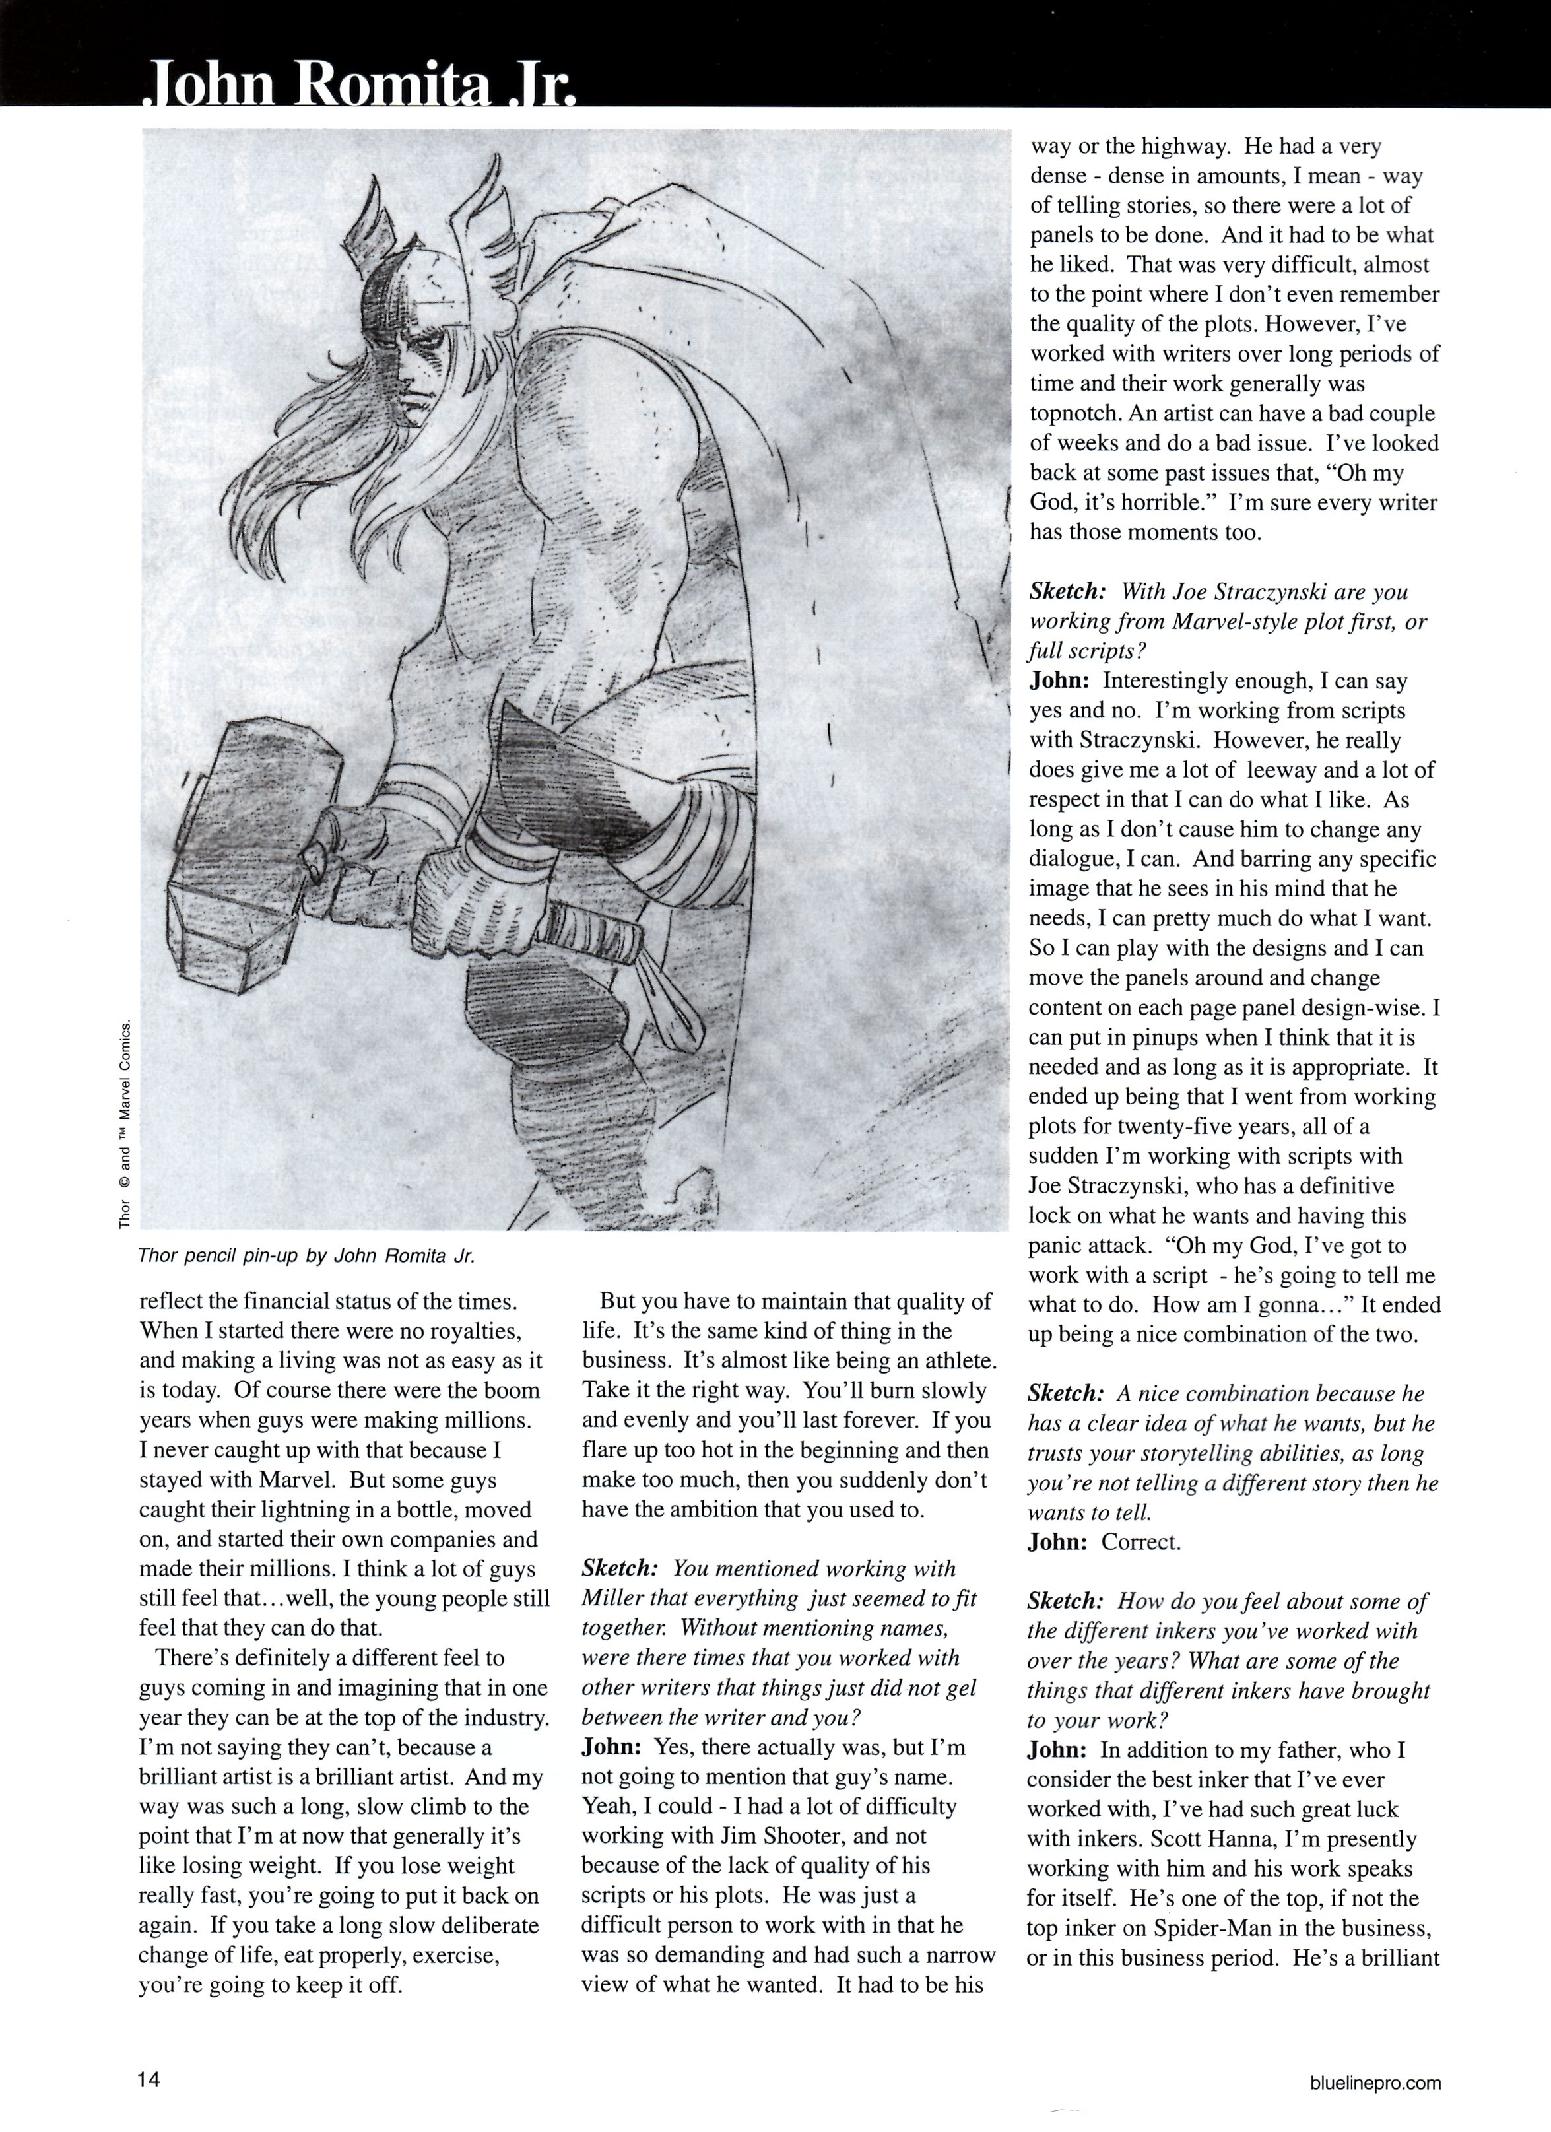 John Romita Jr.
Thor © and ™ Marvel Comics.
Thor pencil pin-up by John Romita Jr.
reflect the financial status of the times.
When I started there were no royalties,
and making a living was not as easy as it
is today.  Of course there were the boom
years when guys were making millions.
I never caught up with that because I
stayed with Marvel.  But some guys
caught their lightning in a bottle, moved
on, and started their own companies and
made their millions. I think a lot of guys
still feel that...well, the young people still
feel that they can do that.
There's definitely a different feel to
guys coming in and imagining that in one
year they can be at the top of the industry.
I'm not saying they can't, because a
brilliant artist is a brilliant artist.  And my
way was such a long, slow climb to the
point that I'm at now that generally it's
like losing weight.  If you lose weight
really fast, you're going to put it back on
again.  If you take a long slow deliberate
change of life, eat properly, exercise,
you're going to keep it off.
But you have to maintain that quality of
life.  It's the same kind of thing in the
business.  It's almost like being an athlete.
Take it the right way.  You'll burn slowly
and evenly and you'll last forever.  If you
flare up too hot in the beginning and then
make too much, then you suddenly don't
have the ambition that you used to.
Sketch:  You mentioned working with
Miller that everything just seemed to fit
together.  Without mentioning names,
were there times that you worked with
other writers that things just did not gel
between the writer and you?
John:  Yes, there actually was, but I'm
not going to mention that guy's name.
Yeah, I could - I had a lot of difficulty
working with Jim Shooter, and not
because of the lack of quality of his
scripts or his plots.  He was just a
difficult person to work with in that he
was so demanding and had such a narrow
view of what he wanted.  It had to be his
way or the highway.  He had a very
dense - dense in amounts, I mean - way
of telling stories, so there were a lot of
panels to be done.  And it had to be what
he liked.  That was very difficult, almost
to the point where I don't even remember
the quality of the plots. However, I've
worked with writers over long periods of
time and their work generally was
topnotch. An artist can have a bad couple
of weeks and do a bad issue.  I've looked
back at some past issues that, “Oh my
God, it's horrible.”  I'm sure every writer
has those moments too.
Sketch:  With Joe Straczynski are you
working from Marvel-style plot first, or
full scripts?
John:  Interestingly enough, I can say
yes and no.  I'm working from scripts
with Straczynski.  However, he really
does give me a lot of  leeway and a lot of
respect in that I can do what I like.  As
long as I don't cause him to change any
dialogue, I can.  And barring any specific
image that he sees in his mind that he
needs, I can pretty much do what I want.
So I can play with the designs and I can
move the panels around and change
content on each page panel design-wise. I
can put in pinups when I think that it is
needed and as long as it is appropriate.  It
ended up being that I went from working
plots for twenty-five years, all of a
sudden I'm working with scripts with
Joe Straczynski, who has a definitive
lock on what he wants and having this
panic attack.  “Oh my God, I've got to
work with a script  - he's going to tell me
what to do.  How am I gonna...” It ended
up being a nice combination of the two.
Sketch:  A nice combination because he
has a clear idea of what he wants, but he
trusts your storytelling abilities, as long
you're not telling a different story then he
wants to tell.
John:  Correct.
Sketch:  How do you feel about some of
the different inkers you've worked with
over the years? What are some of the
things that different inkers have brought
to your work?
John:  In addition to my father, who I
consider the best inker that I've ever
worked with, I've had such great luck
with inkers. Scott Hanna, I'm presently
working with him and his work speaks
for itself.  He's one of the top, if not the
top inker on Spider-Man in the business,
or in this business period.  He's a brilliant
14
bluelinepro.com